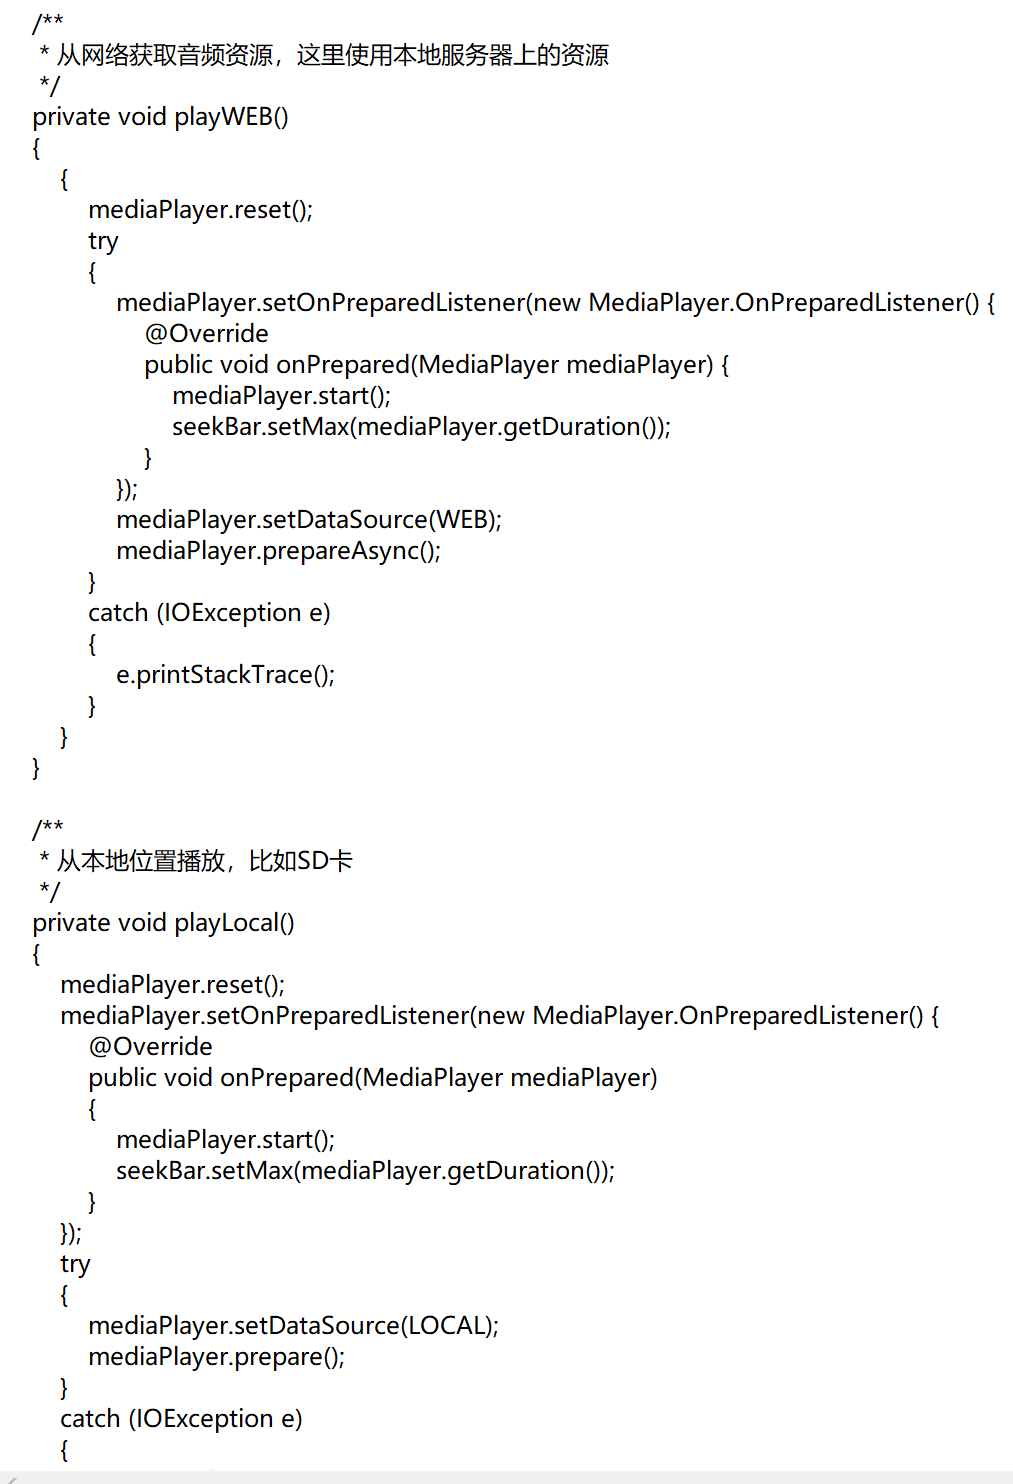 /**
 * 从网络获取音频资源，这里使用本地服务器上的资源
 */
private void playWEB()
{
    {
        mediaPlayer.reset();
        try
        {
            mediaPlayer.setOnPreparedListener(new MediaPlayer.OnPreparedListener() {
                @Override
                public void onPrepared(MediaPlayer mediaPlayer) {
                    mediaPlayer.start();
                    seekBar.setMax(mediaPlayer.getDuration());
                }
            });
            mediaPlayer.setDataSource(WEB);
            mediaPlayer.prepareAsync();
        }
        catch (IOException e)
        {
            e.printStackTrace();
        }
    }
}

/**
 * 从本地位置播放，比如SD卡
 */
private void playLocal()
{
    mediaPlayer.reset();
    mediaPlayer.setOnPreparedListener(new MediaPlayer.OnPreparedListener() {
        @Override
        public void onPrepared(MediaPlayer mediaPlayer)
        {
            mediaPlayer.start();
            seekBar.setMax(mediaPlayer.getDuration());
        }
    });
    try
    {
        mediaPlayer.setDataSource(LOCAL);
        mediaPlayer.prepare();
    }
    catch (IOException e)
    {